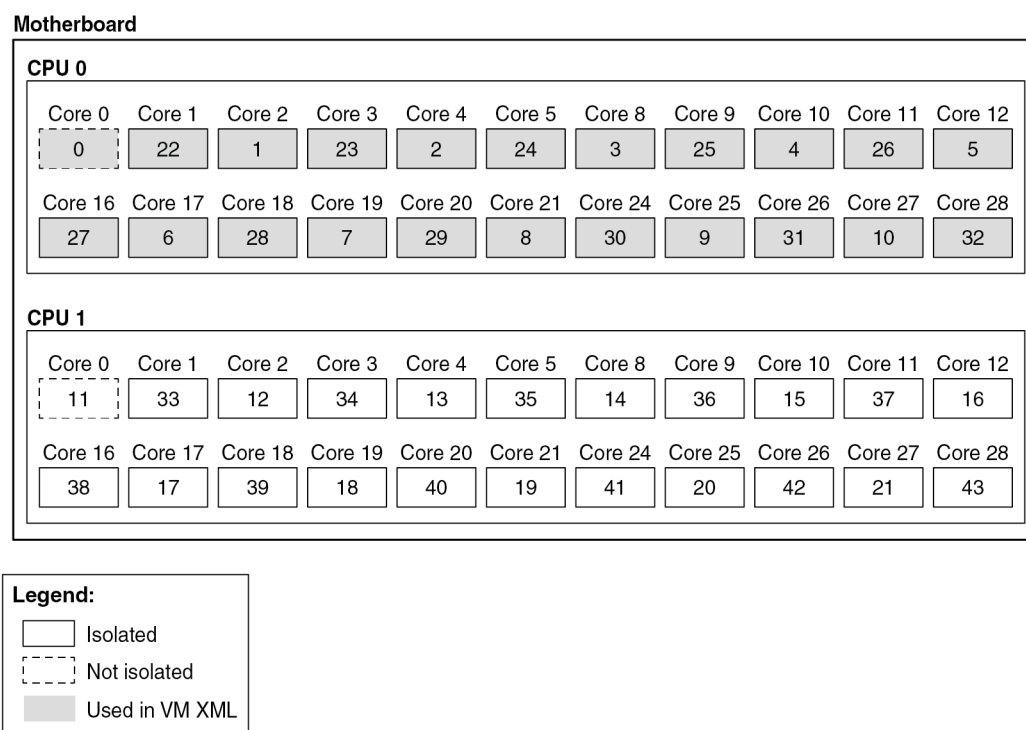 Motherboard
CPU 0
Core 0 Core 1 Core 2 Core 3 Core 4 Core 5 Core 8 Core 9 Core 10 Core 11 Core 12
0 22 1 23 2 24 3 25 4 26 5
Core 16 Core 17 Core 18 Core 19 Core 20 Core 21 Core 24 Core 25 Core 26 Core 27 Core 28
27 6 28 7 29 8 30 9 31 10 32
CPU 1
Core 0 Core 1 Core 2 Core 3 Core 4 Core 5 Core 8 Core 9 Core 10 Core 11 Core 12
11 33 12 34 13 35 14 36 15 37 16
Core 16 Core 17 Core 18 Core 19 Core 20 Core 21 Core 24 Core 25 Core 26 Core 27 Core 28
38 17 39 18 40 19 41 20 42 21 43
Legend:
Isolated
Not isolated
Used in VM XML